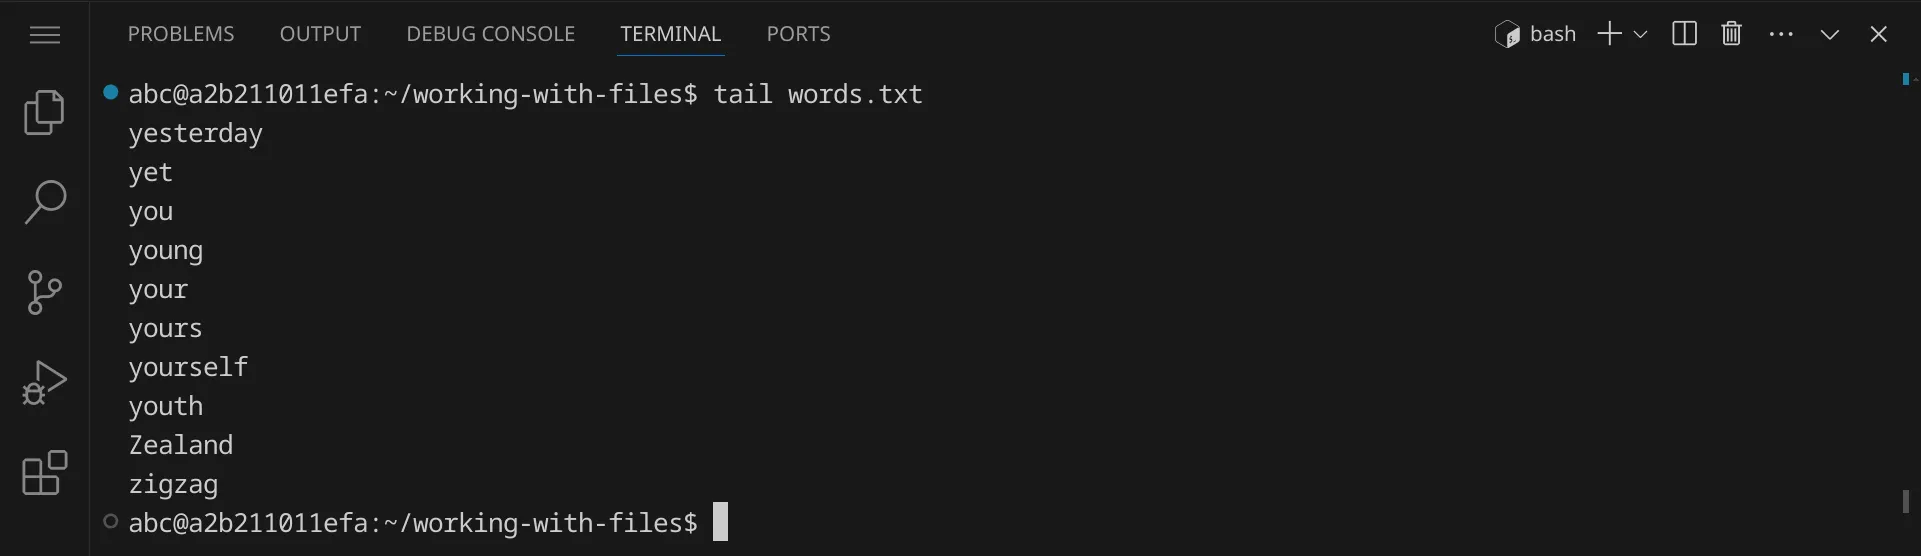 PROBLEMS OUTPUT DEBUG CONSOLE TERMINAL PORTS bash
abc@a2b211011efa:~/working-with-files$ tail words.txt
yesterday
yet
you
young
your
yours
yourself
youth
Zealand
zigzag
abc@a2b211011efa:~/working-with-files$